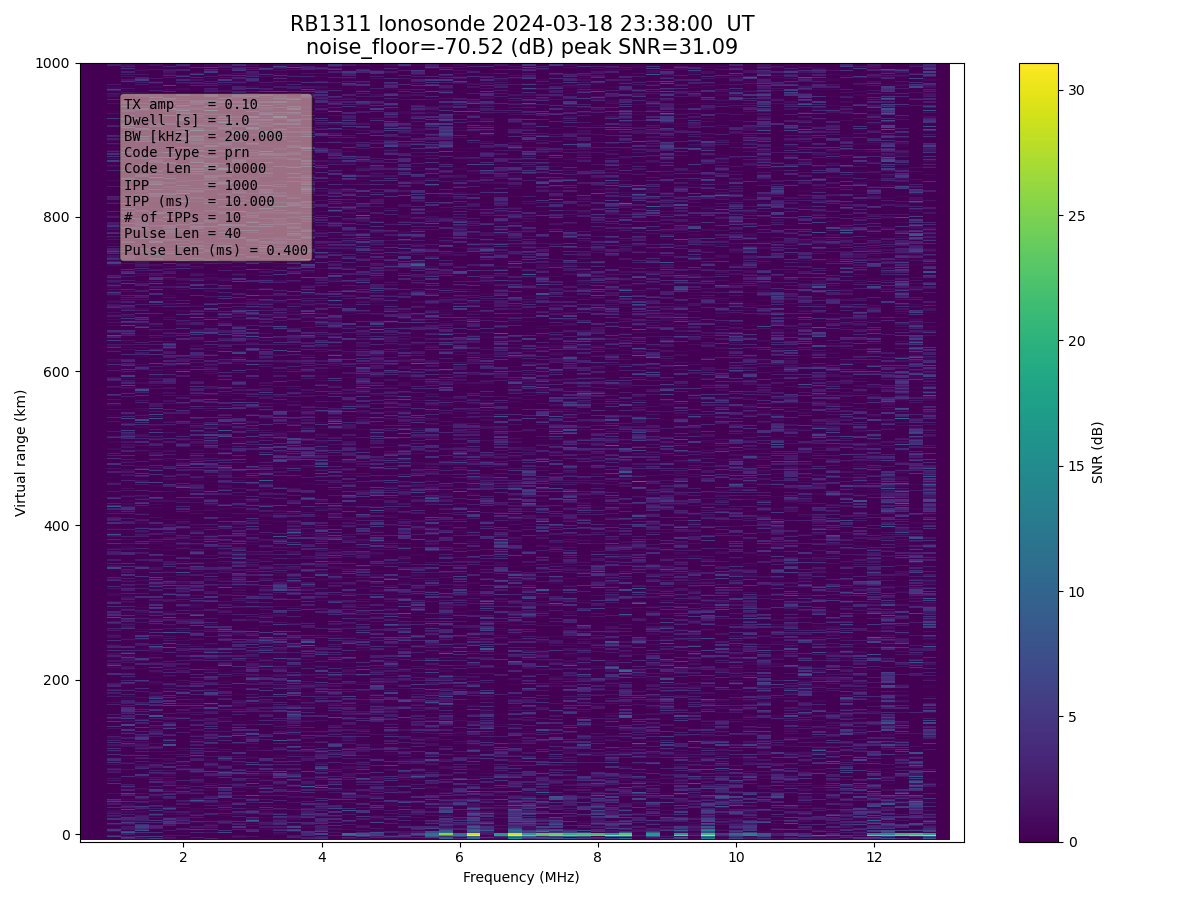 RB1311 Ionosonde 2024-03-18 23:38:00  UT
noise_floor=-70.52 (dB) peak SNR=31.09
TX amp    = 0.10
Dwell [s] = 1.0
BW [kHz]  = 200.000
Code Type = prn
Code Len  = 10000
IPP       = 1000
IPP (ms)  = 10.000
# of IPPs = 10
Pulse Len = 40
Pulse Len (ms) = 0.400
1000
800
600
400
200
0
Virtual range (km)
2 4 6 8 10 12
Frequency (MHz)
30
25
20
15
10
5
0
SNR (dB)